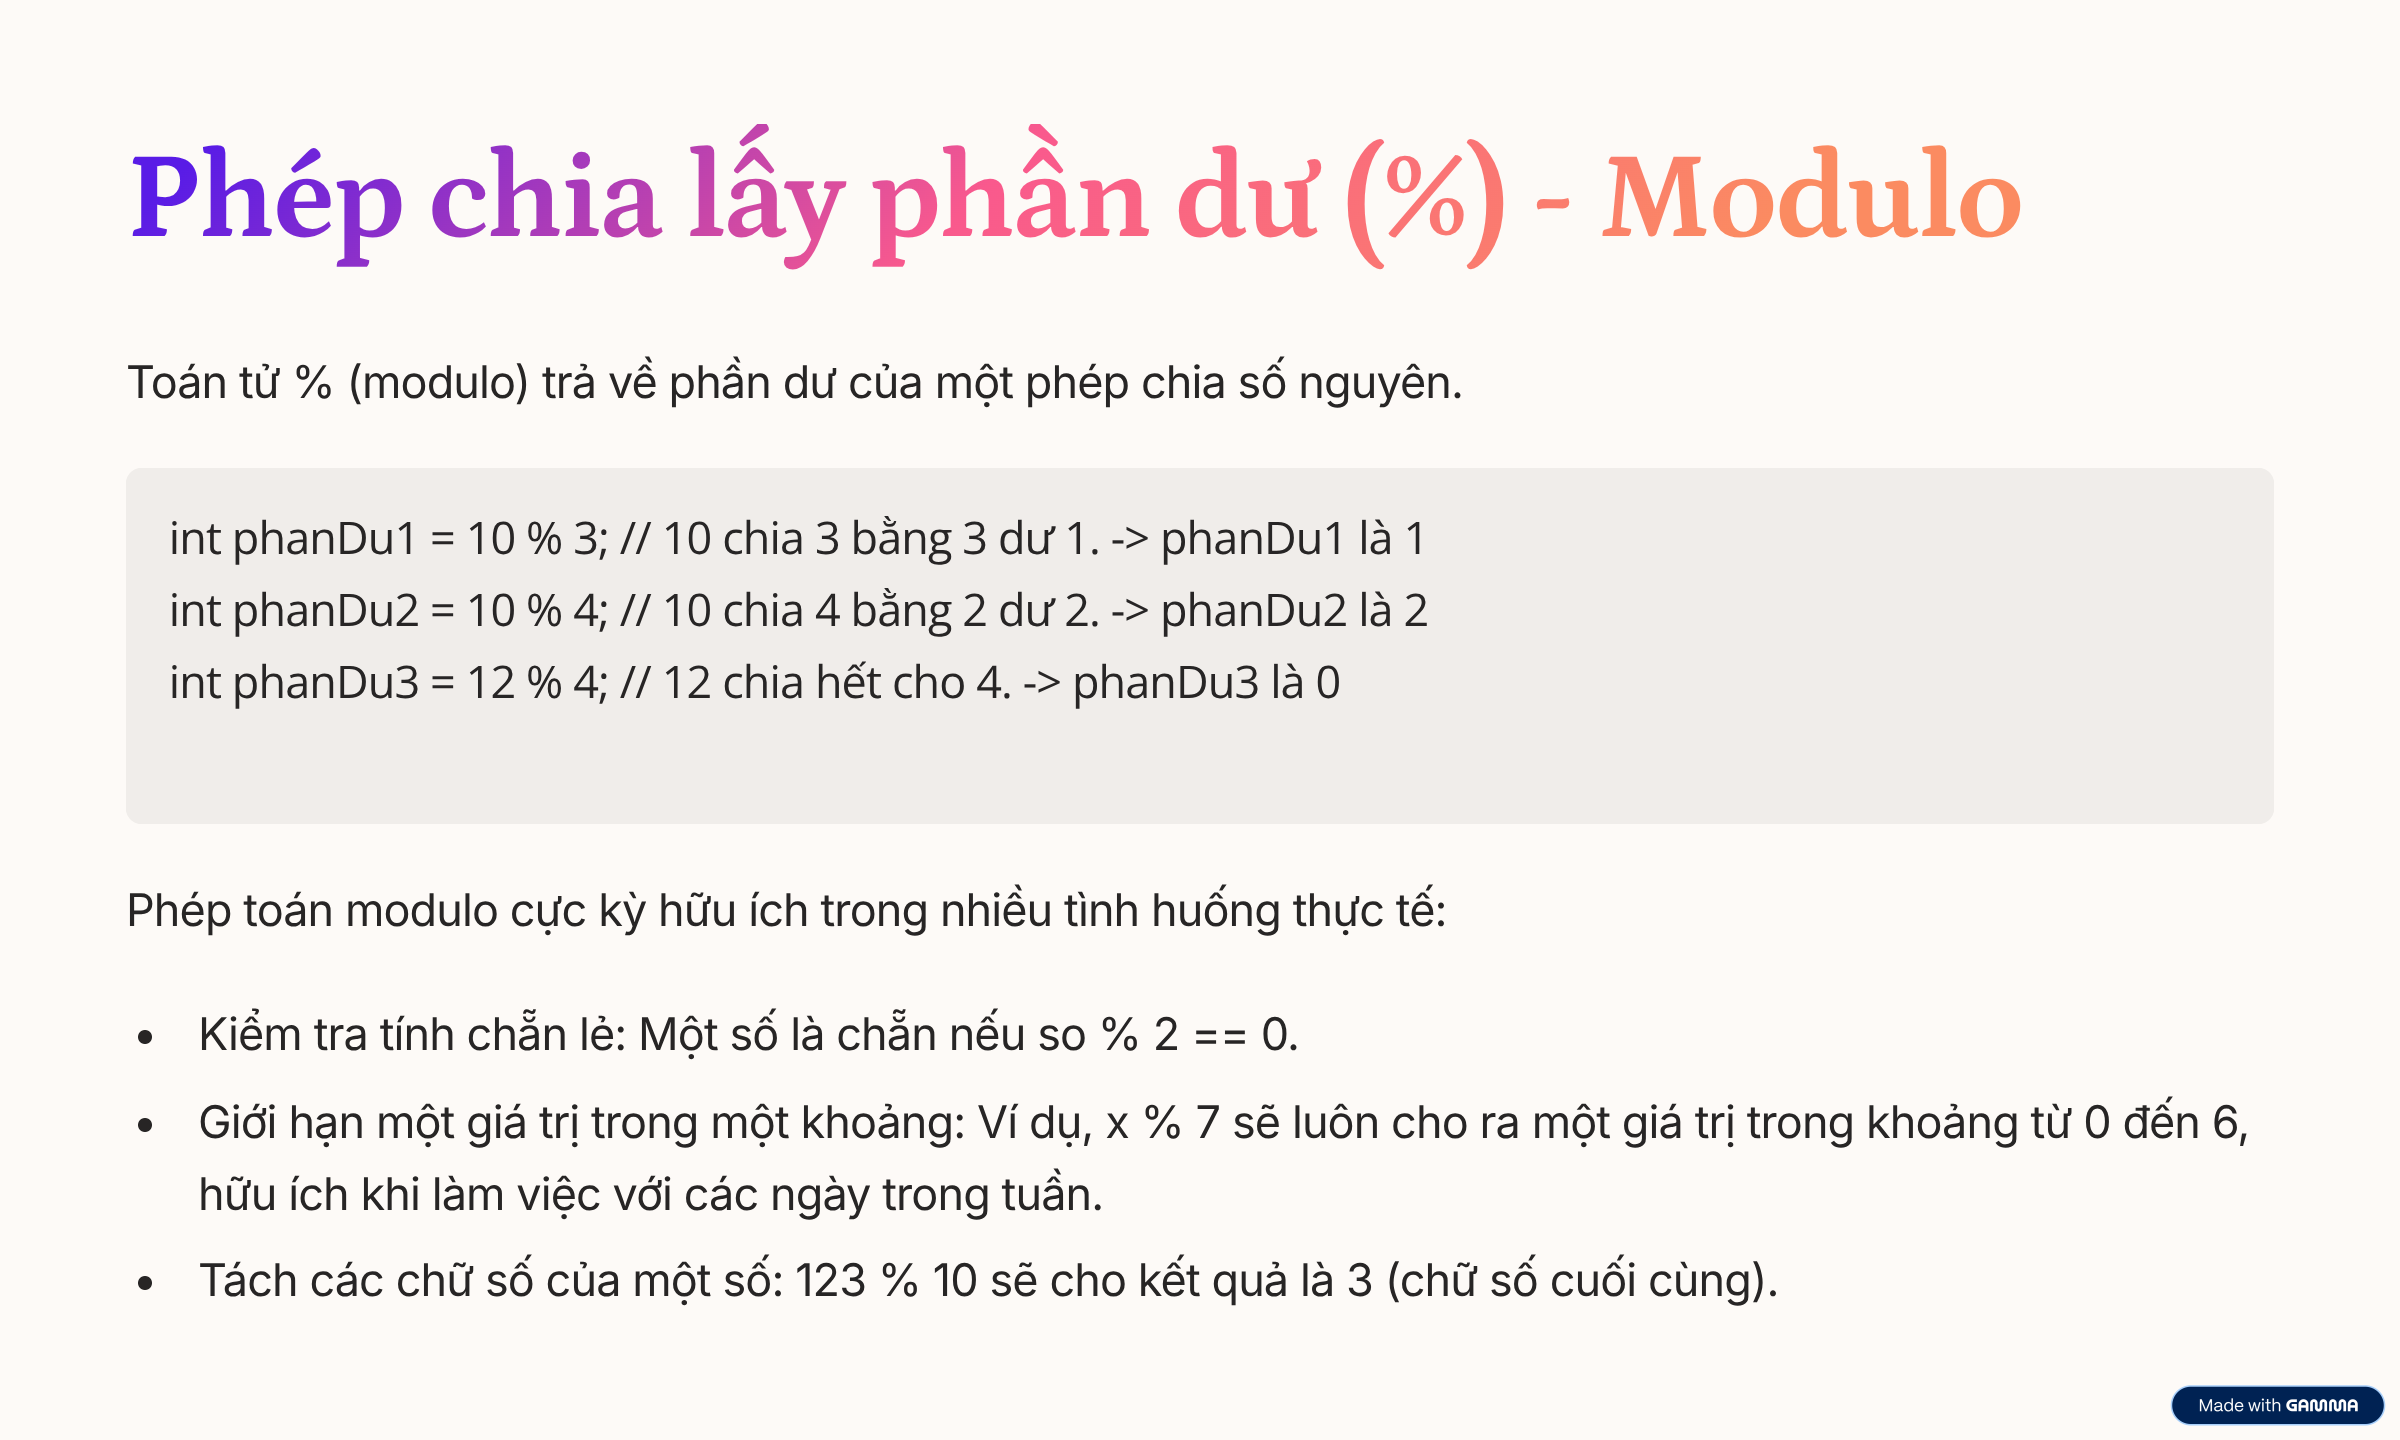 Phép chia lấy phần dư (%) - Modulo
Toán tử % (modulo) trả về phần dư của một phép chia số nguyên.
int phanDu1 = 10 % 3; // 10 chia 3 bằng 3 dư 1. -> phanDu1 là 1
int phanDu2 = 10 % 4; // 10 chia 4 bằng 2 dư 2. -> phanDu2 là 2
int phanDu3 = 12 % 4; // 12 chia hết cho 4. -> phanDu3 là 0
Phép toán modulo cực kỳ hữu ích trong nhiều tình huống thực tế:
• Kiểm tra tính chẵn lẻ: Một số là chẵn nếu so % 2 == 0.
• Giới hạn một giá trị trong một khoảng: Ví dụ, x % 7 sẽ luôn cho ra một giá trị trong khoảng từ 0 đến 6,
hữu ích khi làm việc với các ngày trong tuần.
• Tách các chữ số của một số: 123 % 10 sẽ cho kết quả là 3 (chữ số cuối cùng).
Made with GAMMA